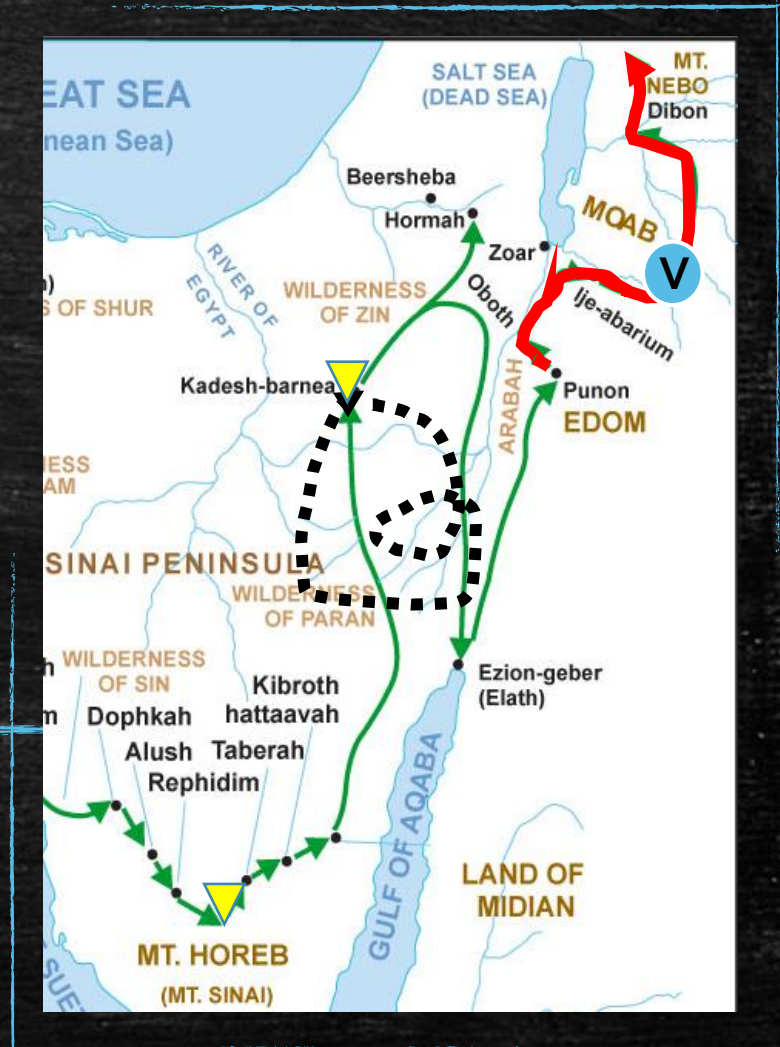 EAT SEA
nean Sea)
SALT SEA
(DEAD SEA)
MT.
NEBO
Dibon
Beersheba
Hormah
MOAB
Zoar
V
RIVER OF
EGYPT
)
S OF SHUR
WILDERNESS
OF ZIN
Oboth
Ije-abarium
Kadesh-barnea
ARABAH
Punon
EDOM
NESS
AM
SINAI PENINSULA
WILDERNESS
OF PARAN
h
WILDERNESS
OF SIN
m
Dophkah
Kibroth
hattaavah
Ezion-geber
(Elath)
Alush
Taberah
Rephidim
GULF OF AQABA
LAND OF
MIDIAN
MT. HOREB
(MT. SINAI)
SUE